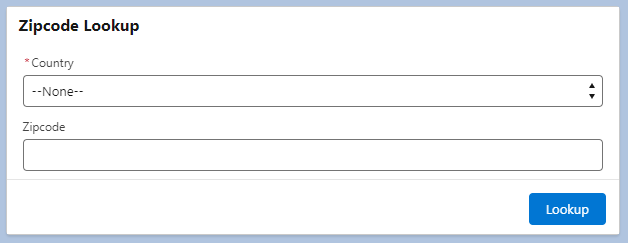 Zipcode Lookup
*Country
--None--
Zipcode
Lookup